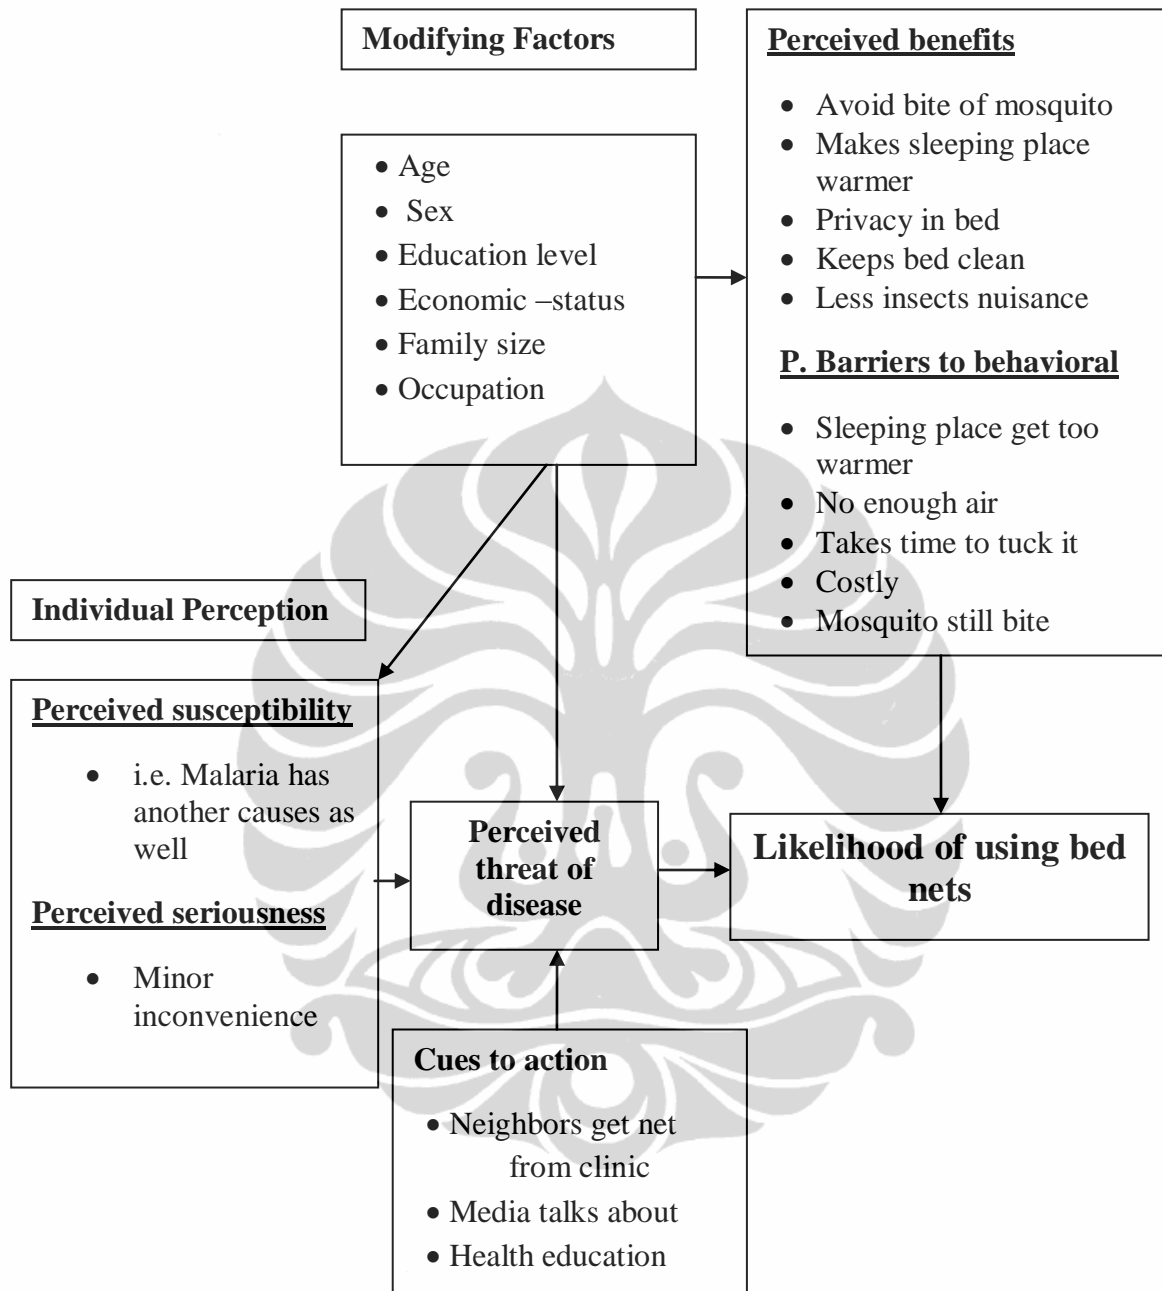 Modifying Factors
• Age
• Sex
• Education level
• Economic –status
• Family size
• Occupation
Perceived benefits
• Avoid bite of mosquito
• Makes sleeping place
warmer
• Privacy in bed
• Keeps bed clean
• Less insects nuisance
P. Barriers to behavioral
• Sleeping place get too
warmer
• No enough air
• Takes time to tuck it
• Costly
• Mosquito still bite
Individual Perception
Perceived susceptibility
• i.e. Malaria has
another causes as
well
Perceived seriousness
• Minor
inconvenience
Perceived
threat of
disease
Likelihood of using bed
nets
Cues to action
• Neighbors get net
from clinic
• Media talks about
• Health education